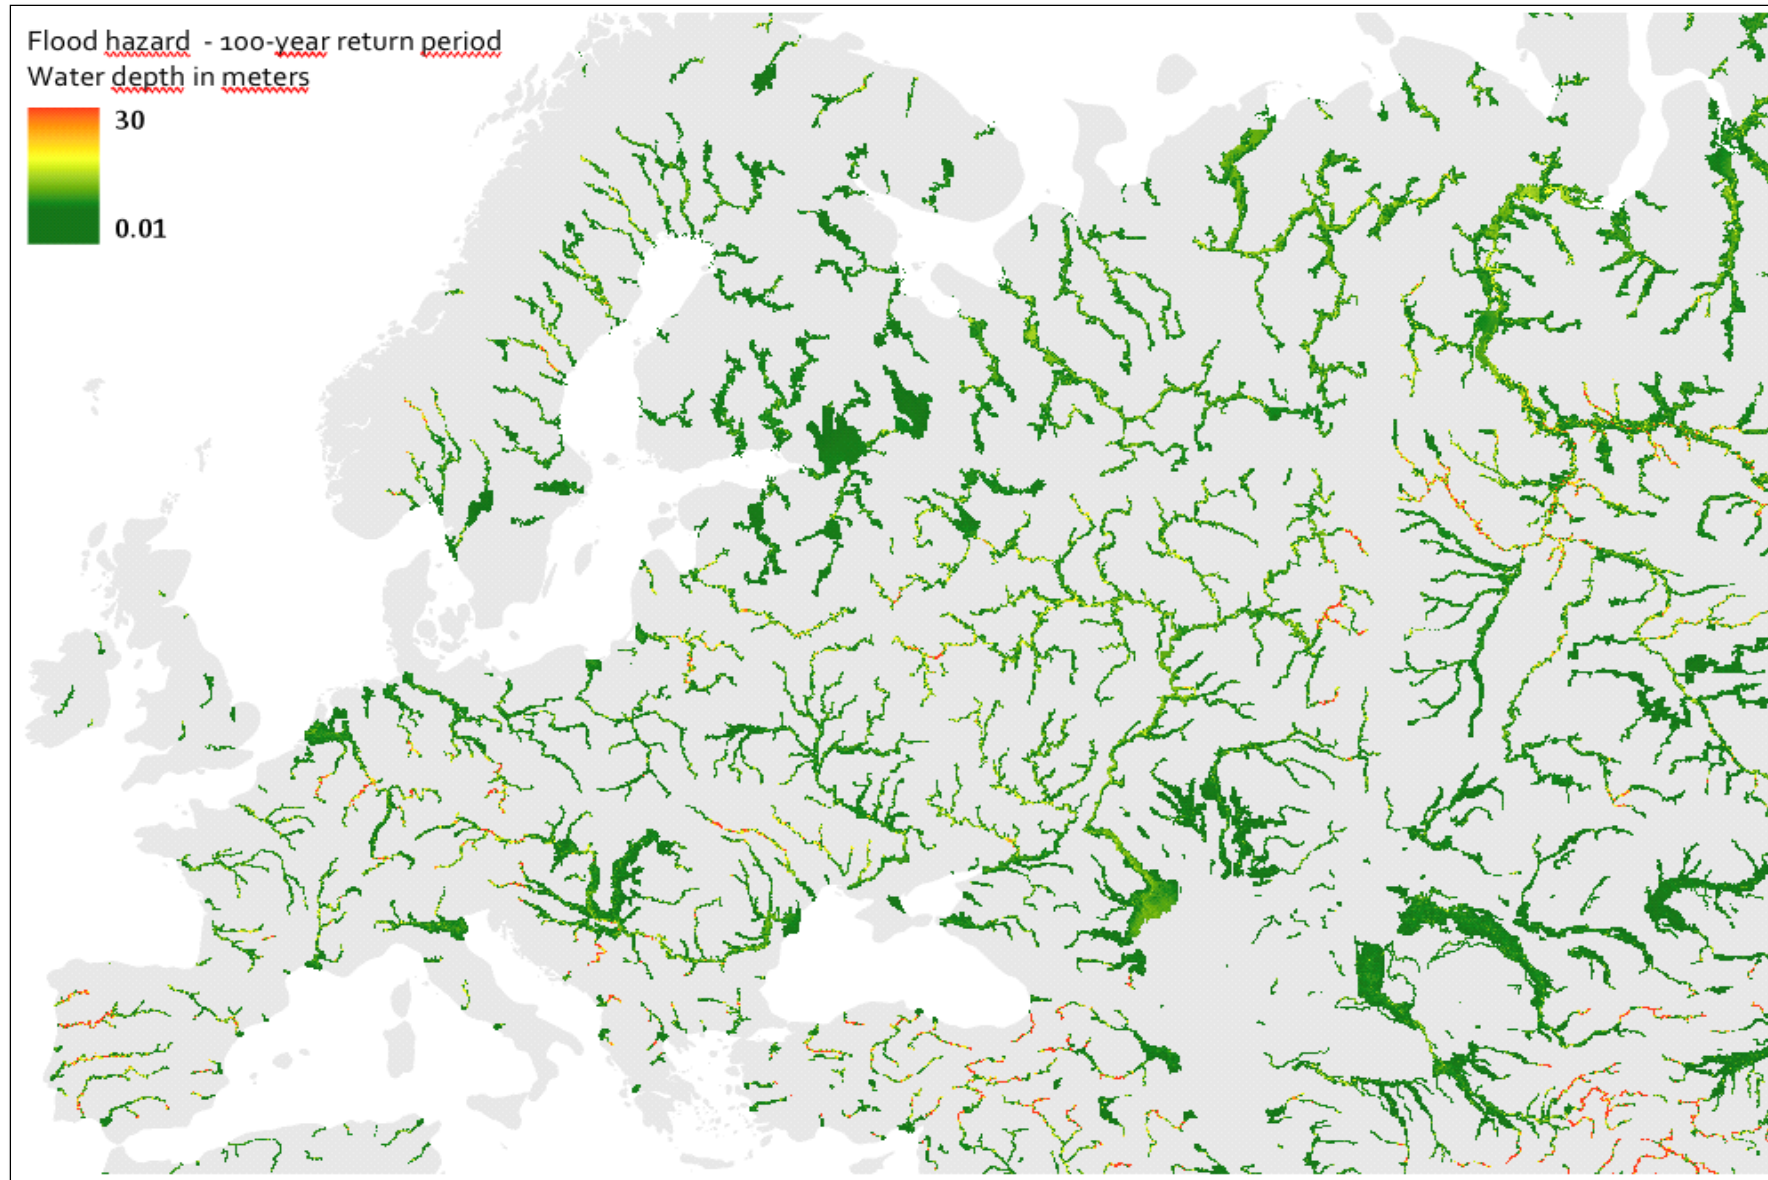 Flood hazard - 100-year return period
Water depth in meters
30
0.01